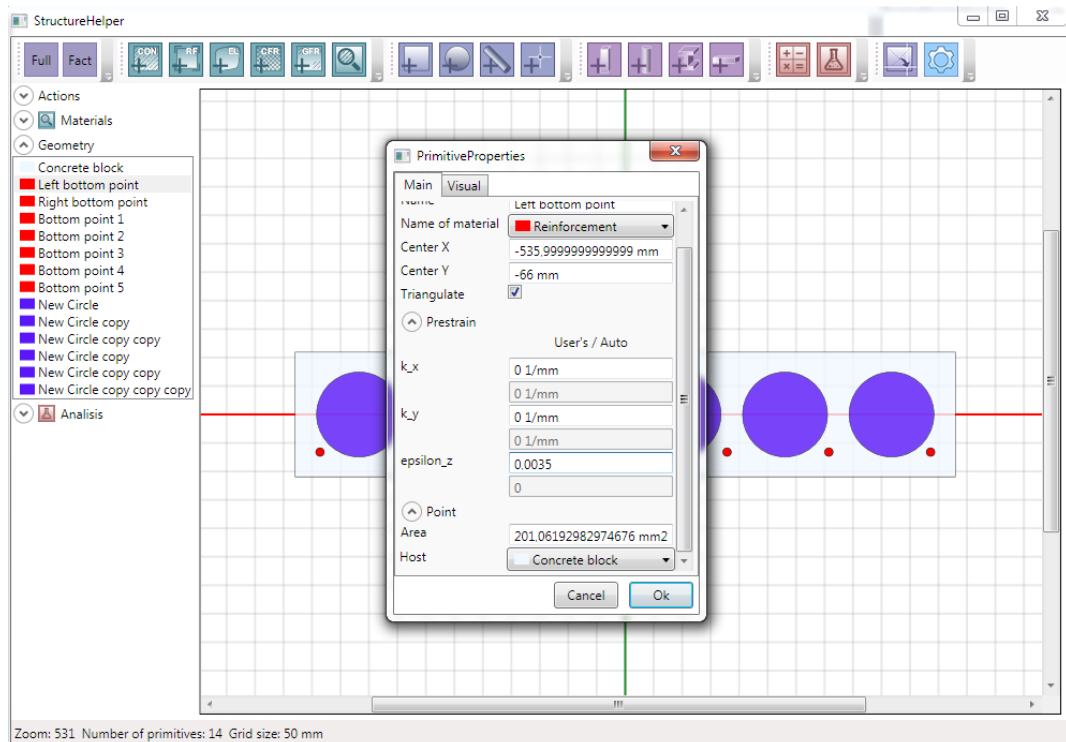 StructureHelper
Full Fact CON RF EL CFR GFR
Actions
Materials
Geometry
Concrete block
Left bottom point
Right bottom point
Bottom point 1
Bottom point 2
Bottom point 3
Bottom point 4
Bottom point 5
New Circle
New Circle copy
New Circle copy copy
New Circle copy
New Circle copy copy
New Circle copy copy copy
Analisis
PrimitiveProperties
Main Visual
Name Left bottom point
Name of material Reinforcement
Center X -535,9999999999999 mm
Center Y -66 mm
Triangulate
Prestrain
User's / Auto
k_x 0 1/mm
0 1/mm
k_y 0 1/mm
0 1/mm
epsilon_z 0,0035
0
Point
Area 201,06192982974676 mm2
Host Concrete block
Cancel Ok
Zoom: 531 Number of primitives: 14 Grid size: 50 mm